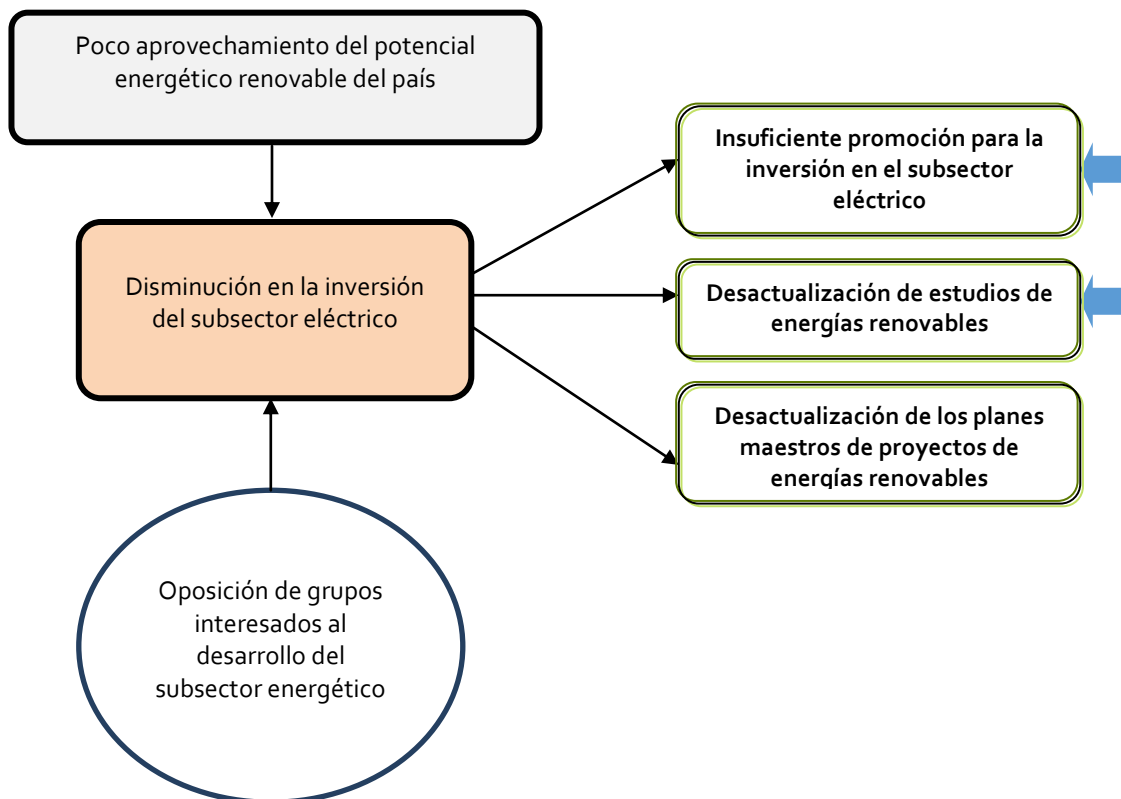 Poco aprovechamiento del potencial
energético renovable del país
Insuficiente promoción para la
inversión en el subsector
eléctrico
Disminución en la inversión
del subsector eléctrico
Desactualización de estudios de
energías renovables
Desactualización de los planes
maestros de proyectos de
energías renovables
Oposición de grupos
interesados al
desarrollo del
subsector energético